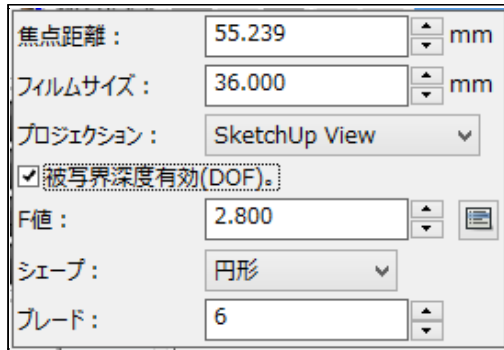 焦点距離： 55.239 mm
フィルムサイズ： 36.000 mm
プロジェクション： SketchUp View
被写界深度有効(DOF)。
F値： 2.800
シェープ： 円形
ブレード： 6